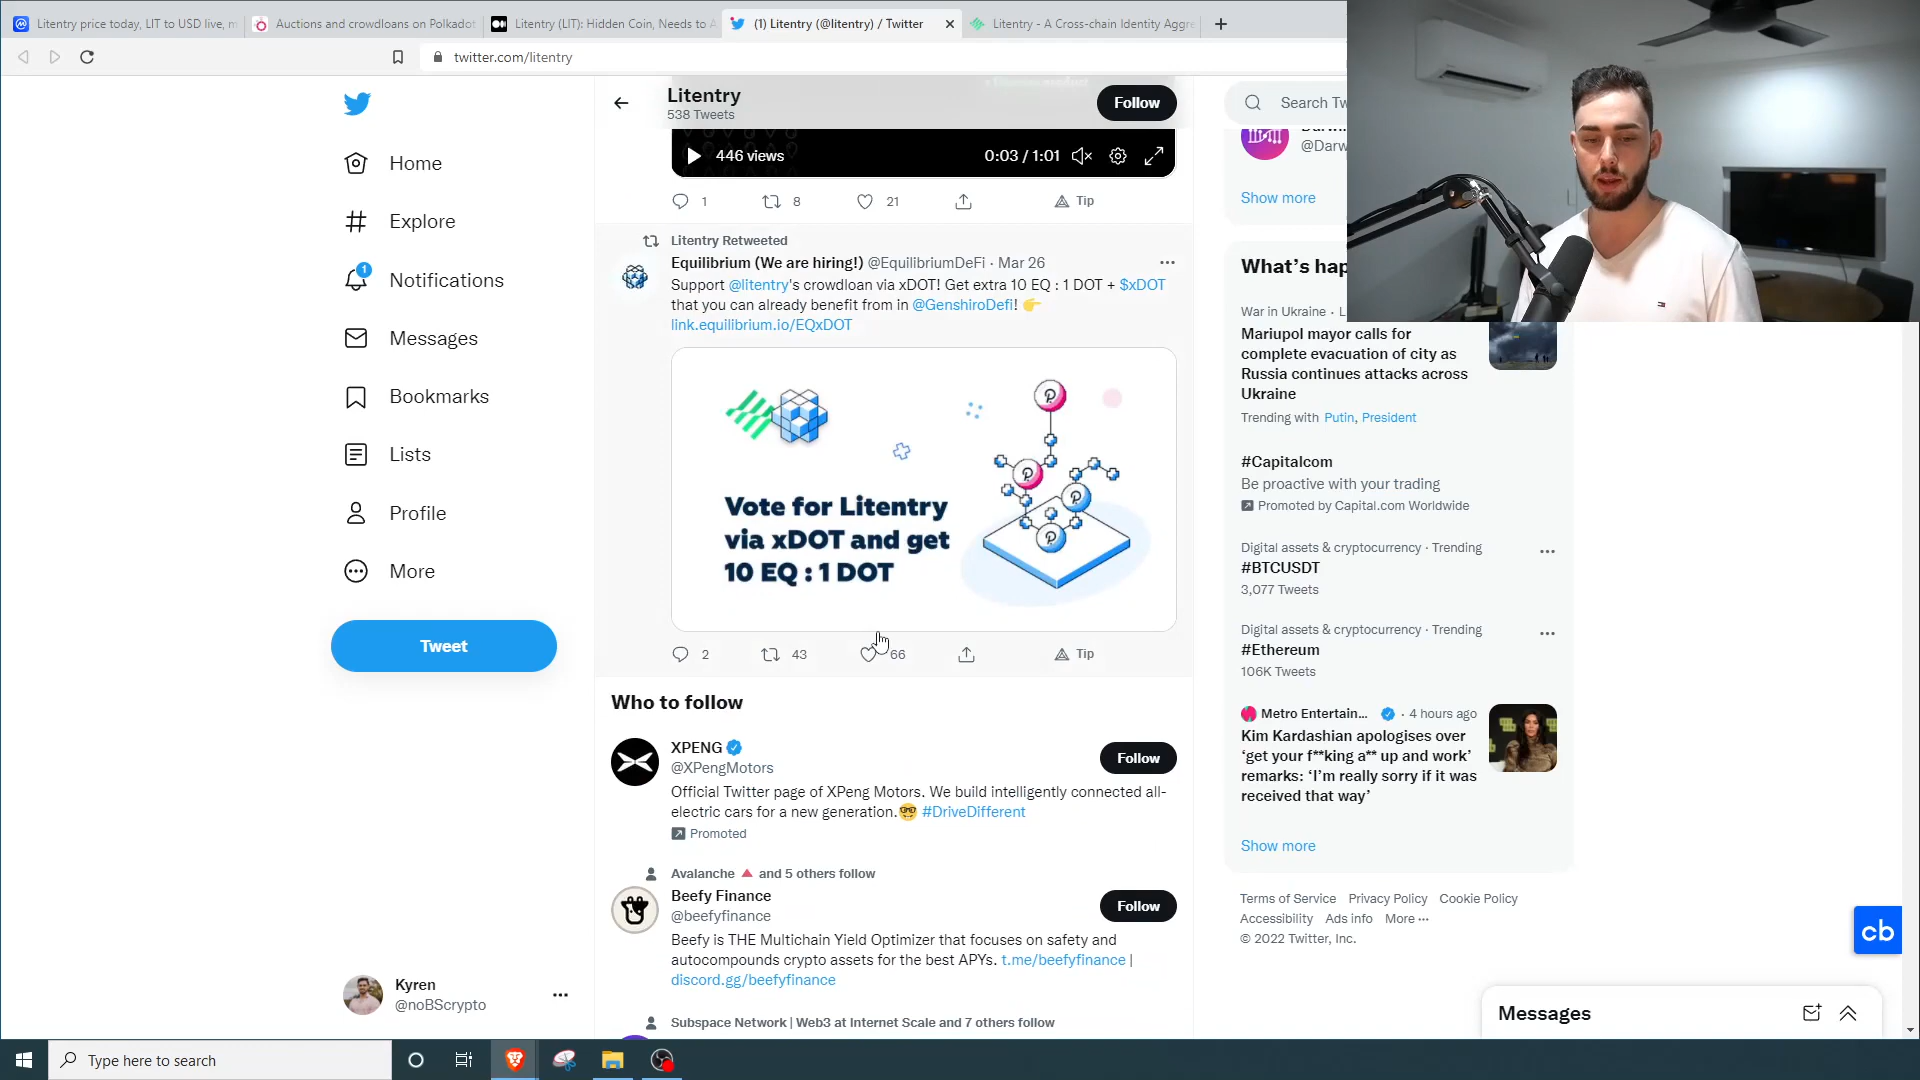 Litentry price today, LIT to USD live, m
Auctions and crowdloans on Polkadot
Litentry (LIT): Hidden Coin, Needs to A
(1) Litentry (@litentry) / Twitter
Litentry - A Cross-chain Identity Aggre
twitter.com/litentry
Litentry
538 Tweets
Follow
Search Tw
Home
Explore
1
Notifications
Messages
Bookmarks
Lists
Profile
More
Tweet
Kyren
@noBScrypto
446 views
0:03 / 1:01
1
8
21
Tip
Litentry Retweeted
Equilibrium (We are hiring!) @EquilibriumDeFi · Mar 26
Support @litentry's crowdloan via xDOT! Get extra 10 EQ : 1 DOT + $xDOT
that you can already benefit from in @GenshiroDefi! 👉
link.equilibrium.io/EQxDOT
Vote for Litentry
via xDOT and get
10 EQ : 1 DOT
2
43
66
Tip
Who to follow
XPENG
@XPengMotors
Follow
Official Twitter page of XPeng Motors. We build intelligently connected all-
electric cars for a new generation.🤓 #DriveDifferent
Promoted
Avalanche 🔺 and 5 others follow
Beefy Finance
@beefyfinance
Follow
Beefy is THE Multichain Yield Optimizer that focuses on safety and
autocompounds crypto assets for the best APYs. t.me/beefyfinance |
discord.gg/beefyfinance
Subspace Network | Web3 at Internet Scale and 7 others follow
@Darw
Show more
What's hap
War in Ukraine · L
Mariupol mayor calls for
complete evacuation of city as
Russia continues attacks across
Ukraine
Trending with Putin, President
#Capitalcom
Be proactive with your trading
Promoted by Capital.com Worldwide
Digital assets & cryptocurrency · Trending
#BTCUSDT
3,077 Tweets
Digital assets & cryptocurrency · Trending
#Ethereum
106K Tweets
Metro Entertain... · 4 hours ago
Kim Kardashian apologises over
‘get your f**king a** up and work’
remarks: ‘I’m really sorry if it was
received that way’
Show more
Terms of Service Privacy Policy Cookie Policy
Accessibility Ads info More ···
© 2022 Twitter, Inc.
cb
Messages
Type here to search